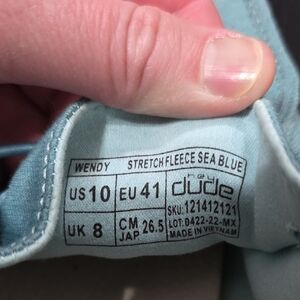 WENDY STRETCH FLEECE SEA BLUE
US 10 EU 41 hey dude
SKU: 121412121
UK 8 CM JAP 26.5 LOT: 0422-22-MX
MADE IN VIETNAM